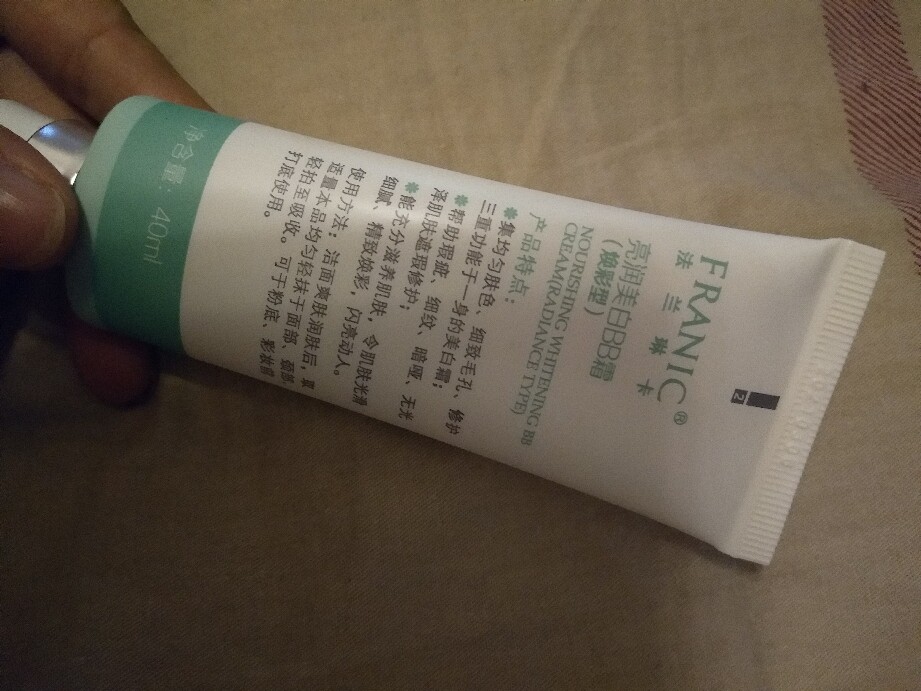 FRANIC®
法兰琳卡
亮润美白BB霜
(焕彩型)
NOURISHING WHITENING BB
CREAM(RADIANCE TYPE)
产品特点：
❋集均匀肤色、细致毛孔、修护
三重功能于一身的美白霜；
❋帮助瑕疵、细纹、暗哑、无光
泽肌肤遮瑕修护；
❋能充分滋养肌肤，令肌肤光滑
细腻、精致焕彩，闪亮动人。
使用方法：洁面爽肤润肤后，取
适量本品均匀轻抹于面部、颈部，
轻拍至吸收。可于粉底、彩妆前
打底使用。
净含量：40ml
2